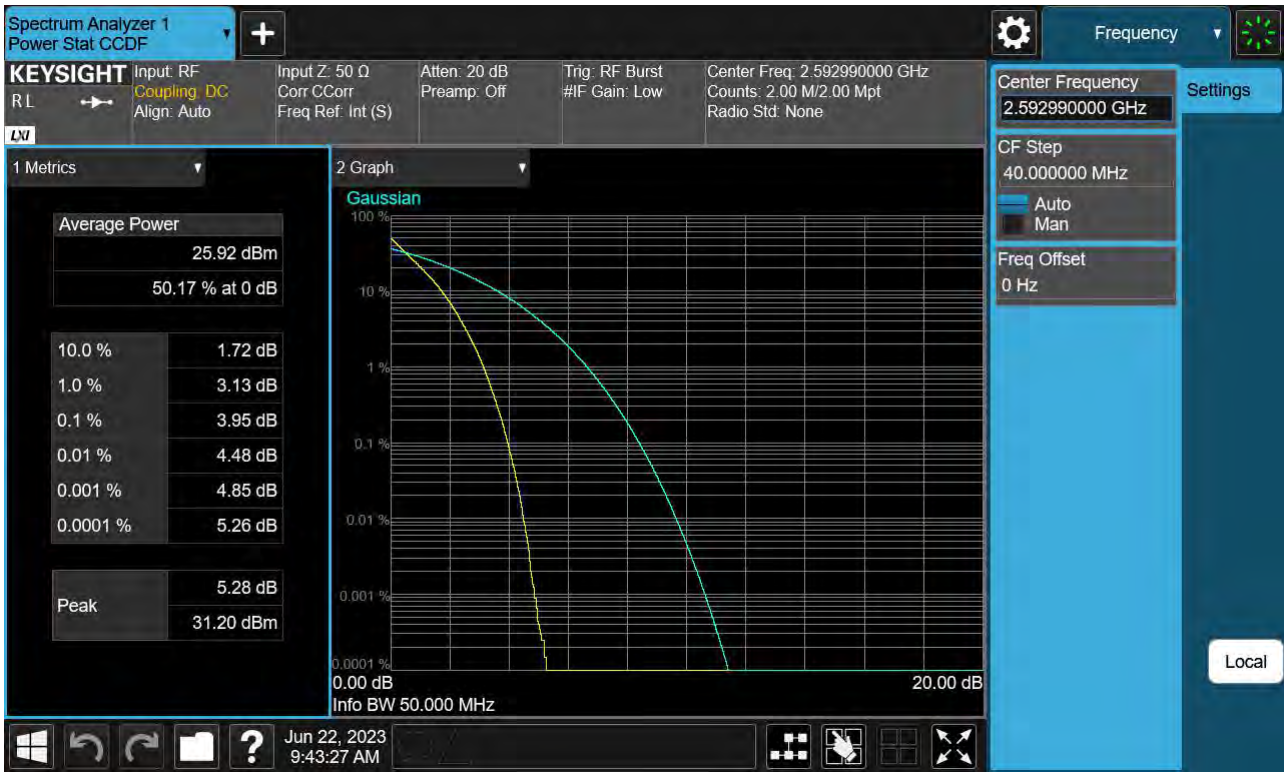 Spectrum Analyzer 1
Power Stat CCDF
+
Frequency
KEYSIGHT
R L
LXI
Input: RF
Coupling: DC
Align: Auto
Input Z: 50 Ω
Corr CCorr
Freq Ref: Int (S)
Atten: 20 dB
Preamp: Off
Trig: RF Burst
#IF Gain: Low
Center Freq: 2.592990000 GHz
Counts: 2.00 M/2.00 Mpt
Radio Std: None
Center Frequency
2.592990000 GHz
Settings
CF Step
40.000000 MHz
Auto
Man
Freq Offset
0 Hz
Local
1 Metrics
Average Power
25.92 dBm
50.17 % at 0 dB
10.0 % 1.72 dB
1.0 % 3.13 dB
0.1 % 3.95 dB
0.01 % 4.48 dB
0.001 % 4.85 dB
0.0001 % 5.26 dB
Peak
5.28 dB
31.20 dBm
2 Graph
Gaussian
100 %
10 %
1 %
0.1 %
0.01 %
0.001 %
0.0001 %
0.00 dB 20.00 dB
Info BW 50.000 MHz
?
Jun 22, 2023
9:43:27 AM